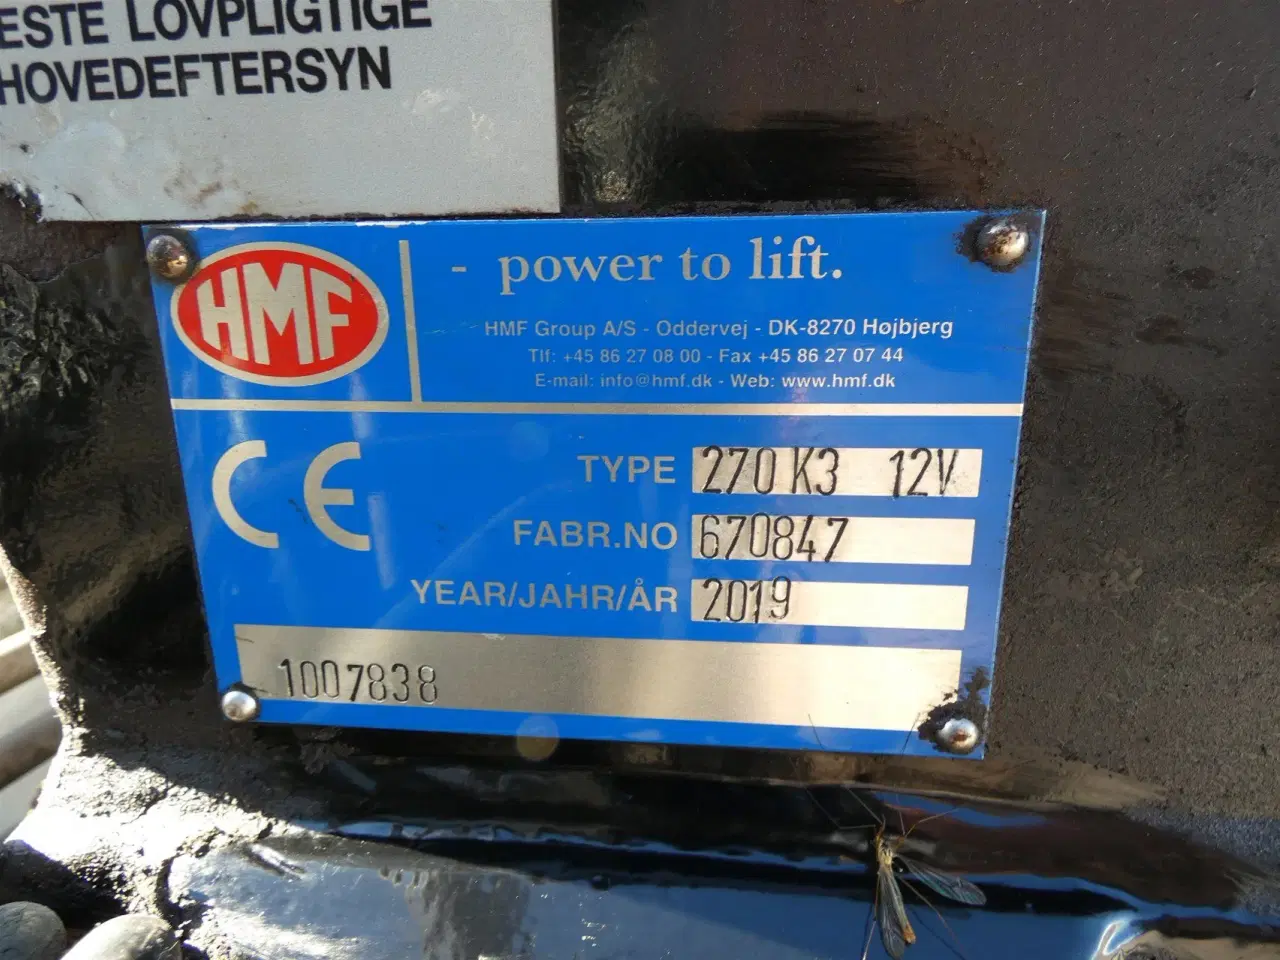 ESTE LOVPLIGTIGE
HOVEDEFTERSYN
HMF
- power to lift.
HMF Group A/S - Oddervej - DK-8270 Højbjerg
Tlf: +45 86 27 08 00 - Fax +45 86 27 07 44
E-mail: info@hmf.dk - Web: www.hmf.dk
CE
TYPE 270 K3 12V
FABR.NO 670847
YEAR/JAHR/ÅR 2019
1007838